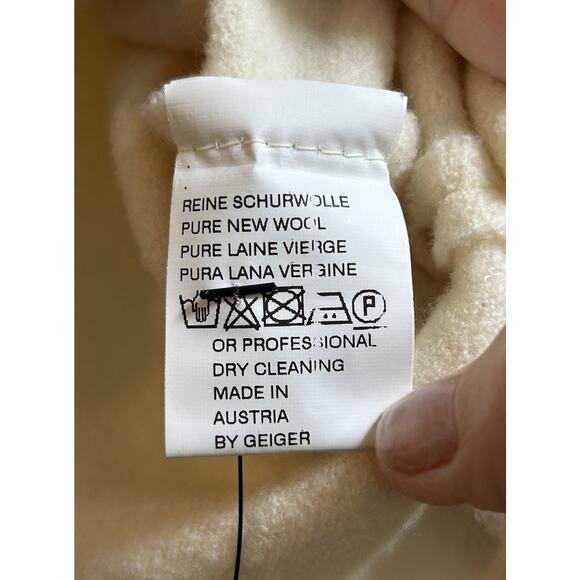 REINE SCHURWOLLE
PURE NEW WOOL
PURE LAINE VIERGE
PURA LANA VERGINE
P
OR PROFESSIONAL
DRY CLEANING
MADE IN
AUSTRIA
BY GEIGER